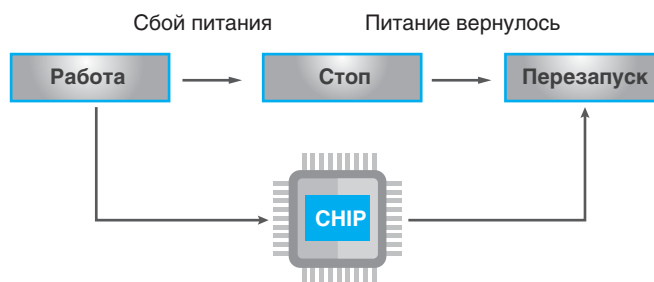 Сбой питания
Питание вернулось
Работа
Стоп
Перезапуск
CHIP